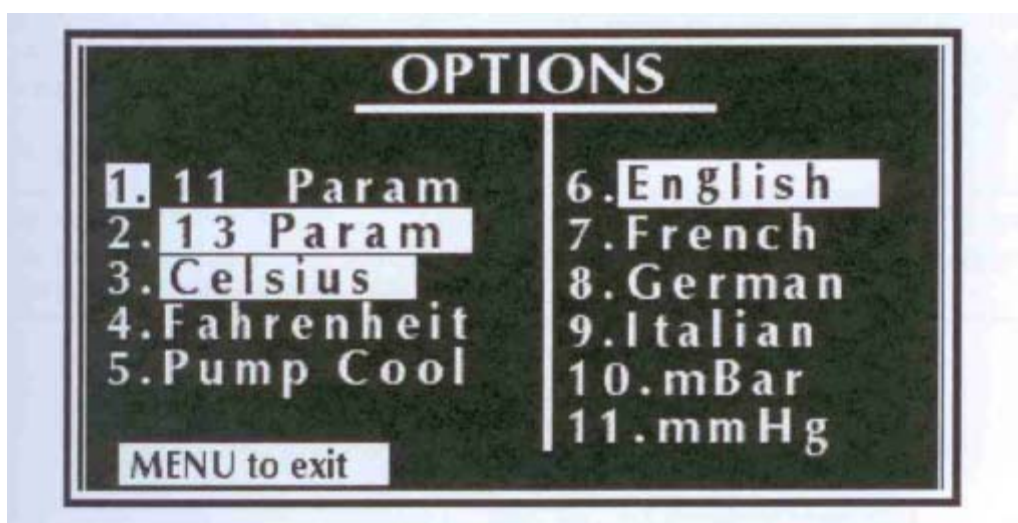 OPTIONS
1. 11 Param
2. 13 Param
3. Celsius
4. Fahrenheit
5. Pump Cool
6. English
7. French
8. German
9. Italian
10. mBar
11. mmHg
MENU to exit